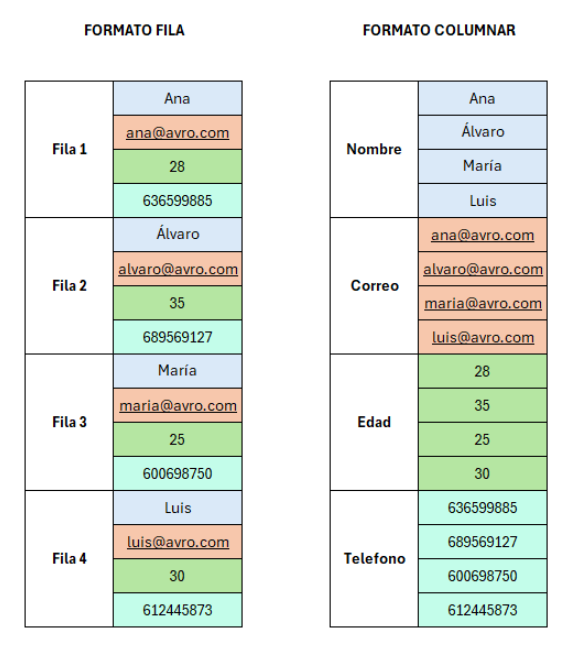 FORMATO FILA
Fila 1
Ana
ana@avro.com
28
636599885
Fila 2
Álvaro
alvaro@avro.com
35
689569127
Fila 3
María
maria@avro.com
25
600698750
Fila 4
Luis
luis@avro.com
30
612445873
FORMATO COLUMNAR
Nombre
Ana
Álvaro
María
Luis
Correo
ana@avro.com
alvaro@avro.com
maria@avro.com
luis@avro.com
Edad
28
35
25
30
Telefono
636599885
689569127
600698750
612445873